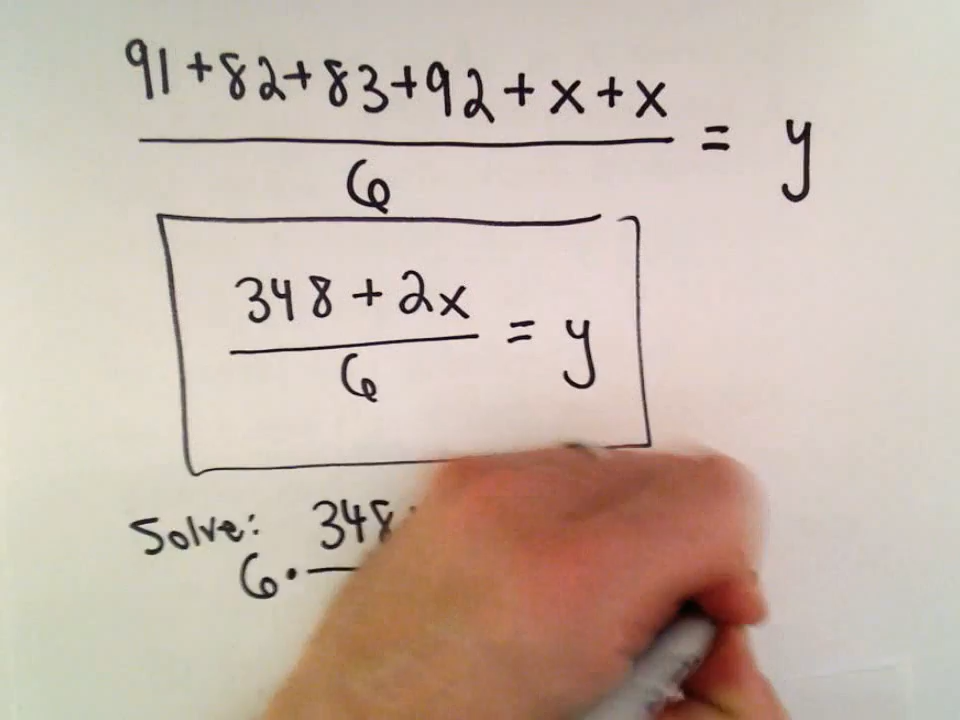 91+82+83+92+x+x
6
= y
348+2x
6
= y
Solve: 348
6·